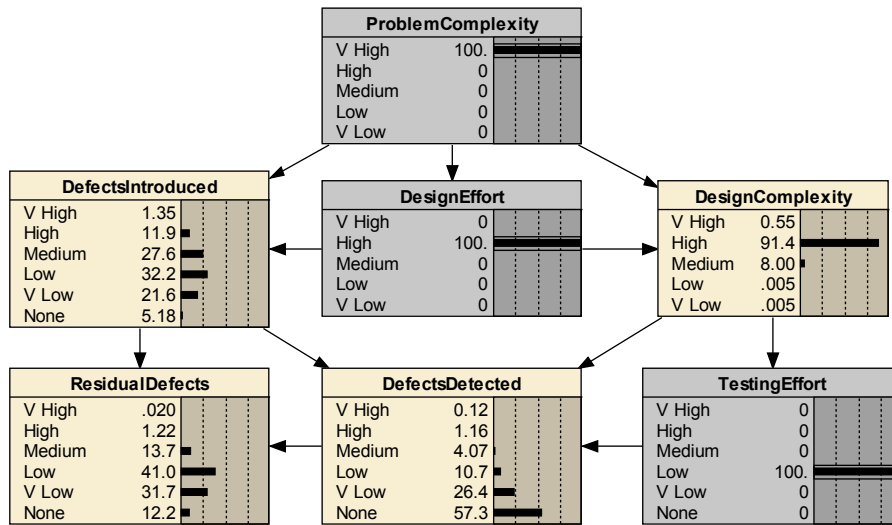 ProblemComplexity
V High 100.
High 0
Medium 0
Low 0
V Low 0
DefectsIntroduced
V High 1.35
High 11.9
Medium 27.6
Low 32.2
V Low 21.6
None 5.18
DesignEffort
V High 0
High 100.
Medium 0
Low 0
V Low 0
DesignComplexity
V High 0.55
High 91.4
Medium 8.00
Low .005
V Low .005
ResidualDefects
V High .020
High 1.22
Medium 13.7
Low 41.0
V Low 31.7
None 12.2
DefectsDetected
V High 0.12
High 1.16
Medium 4.07
Low 10.7
V Low 26.4
None 57.3
TestingEffort
V High 0
High 0
Medium 0
Low 100.
V Low 0
None 0